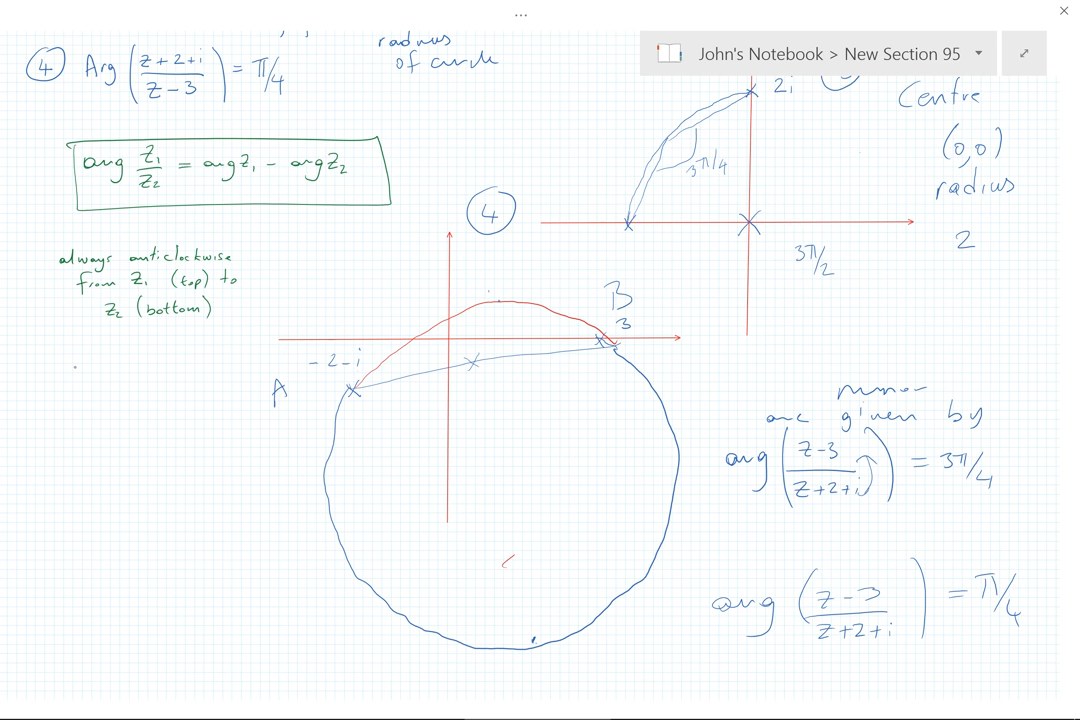 John's Notebook > New Section 95
④ Arg ( z+2+i / z-3 ) = π/4
radius
of circle
arg z₁/z₂ = arg z₁ - arg z₂
always anticlockwise
from z₁ (top) to
z₂ (bottom)
④
2i
3π/4
3π/2
Centre
(0,0)
radius
2
B
3
-2-i
A
minor
arc given by
arg ( z-3 / z+2+i ) = 3π/4
arg ( z-3 / z+2+i ) = π/4